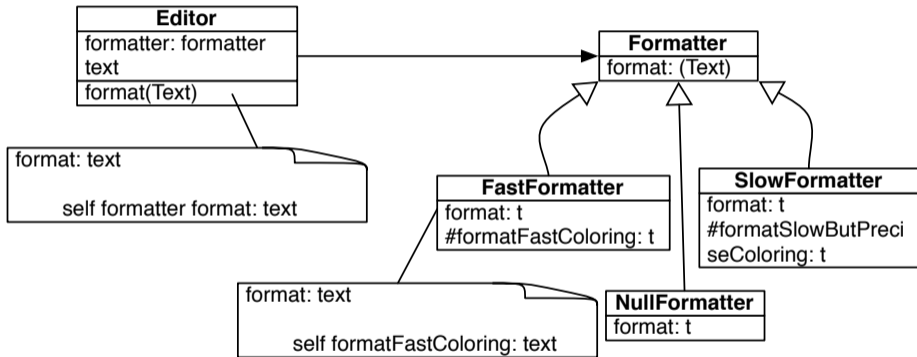 Editor
formatter: formatter
text
format(Text)
Formatter
format: (Text)
format: text
self formatter format: text
FastFormatter
format: t
#formatFastColoring: t
SlowFormatter
format: t
#formatSlowButPreci
seColoring: t
format: text
self formatFastColoring: text
NullFormatter
format: t